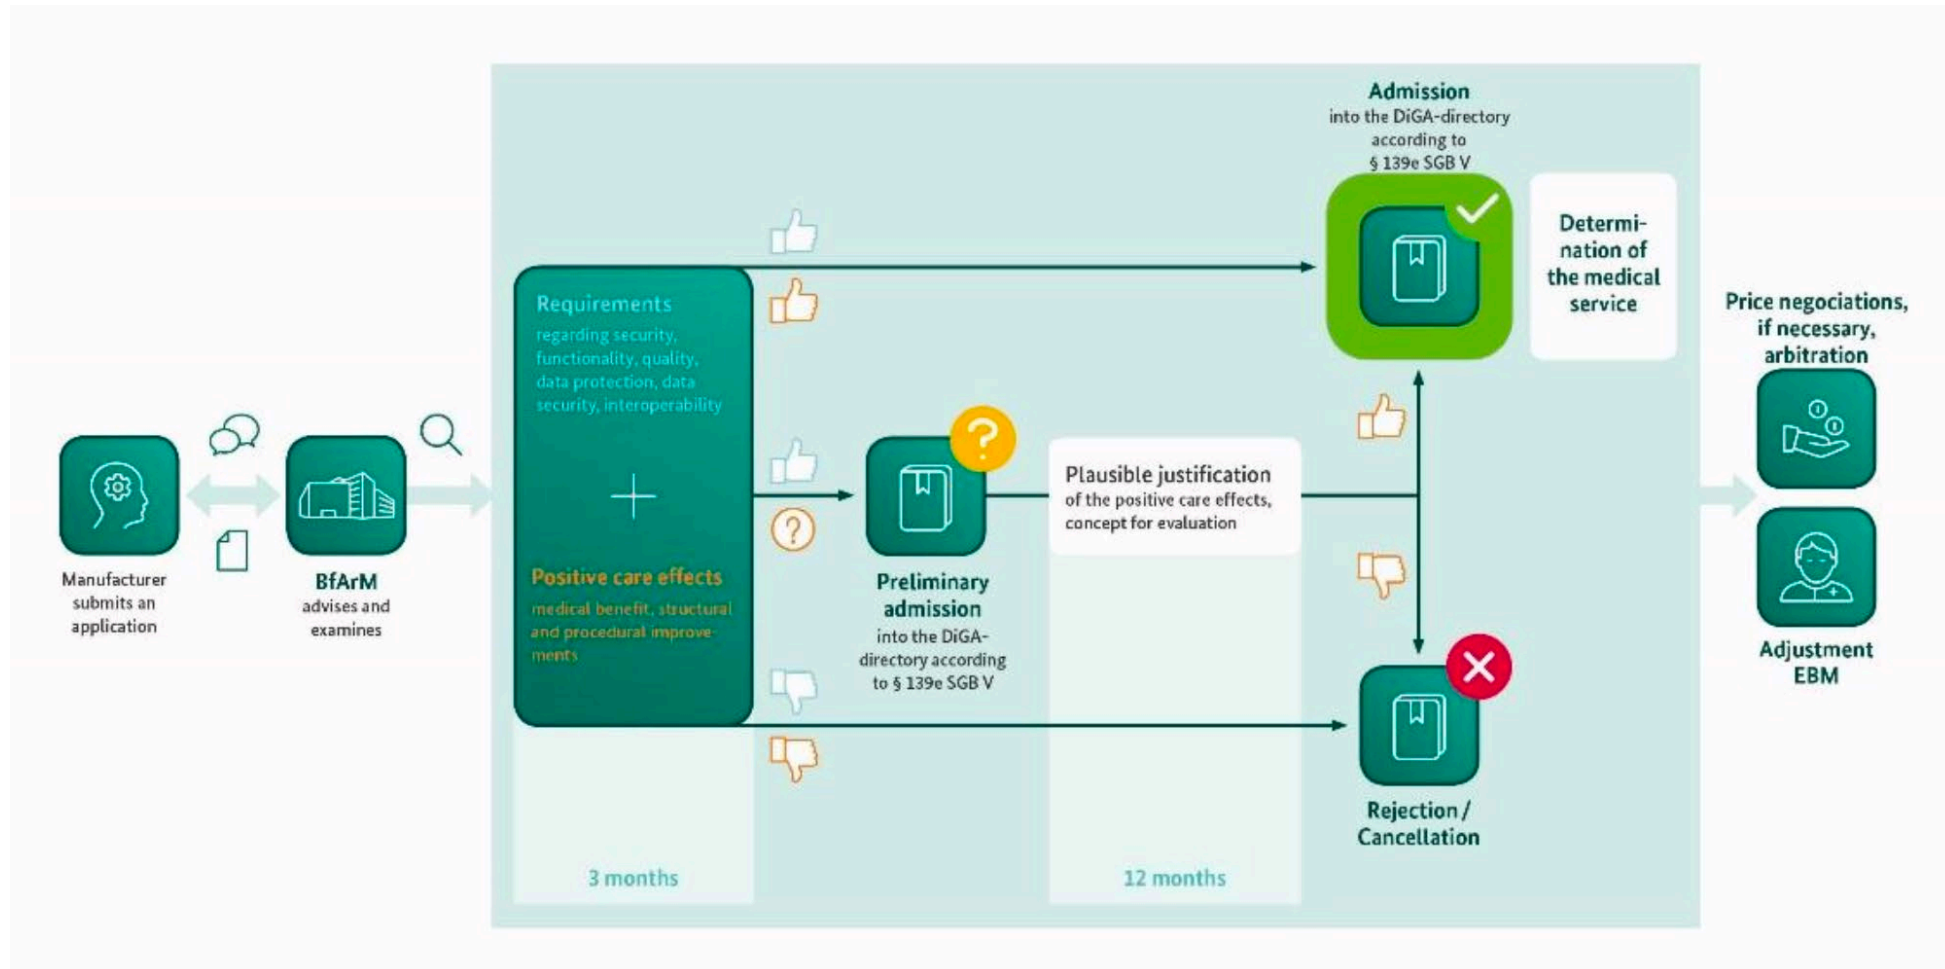 Manufacturer
submits an
application
BfArM
advises and
examines
Requirements
regarding security,
functionality, quality,
data protection, data
security, interoperability
Positive care effects
medical benefit, structural
and procedural improve-
ments
3 months
Preliminary
admission
into the DiGA-
directory according
to § 139e SGB V
Plausible justification
of the positive care effects,
concept for evaluation
12 months
Admission
into the DiGA-directory
according to
§ 139e SGB V
Determi-
nation of
the medical
service
Rejection /
Cancellation
Price negociations,
if necessary,
arbitration
Adjustment
EBM